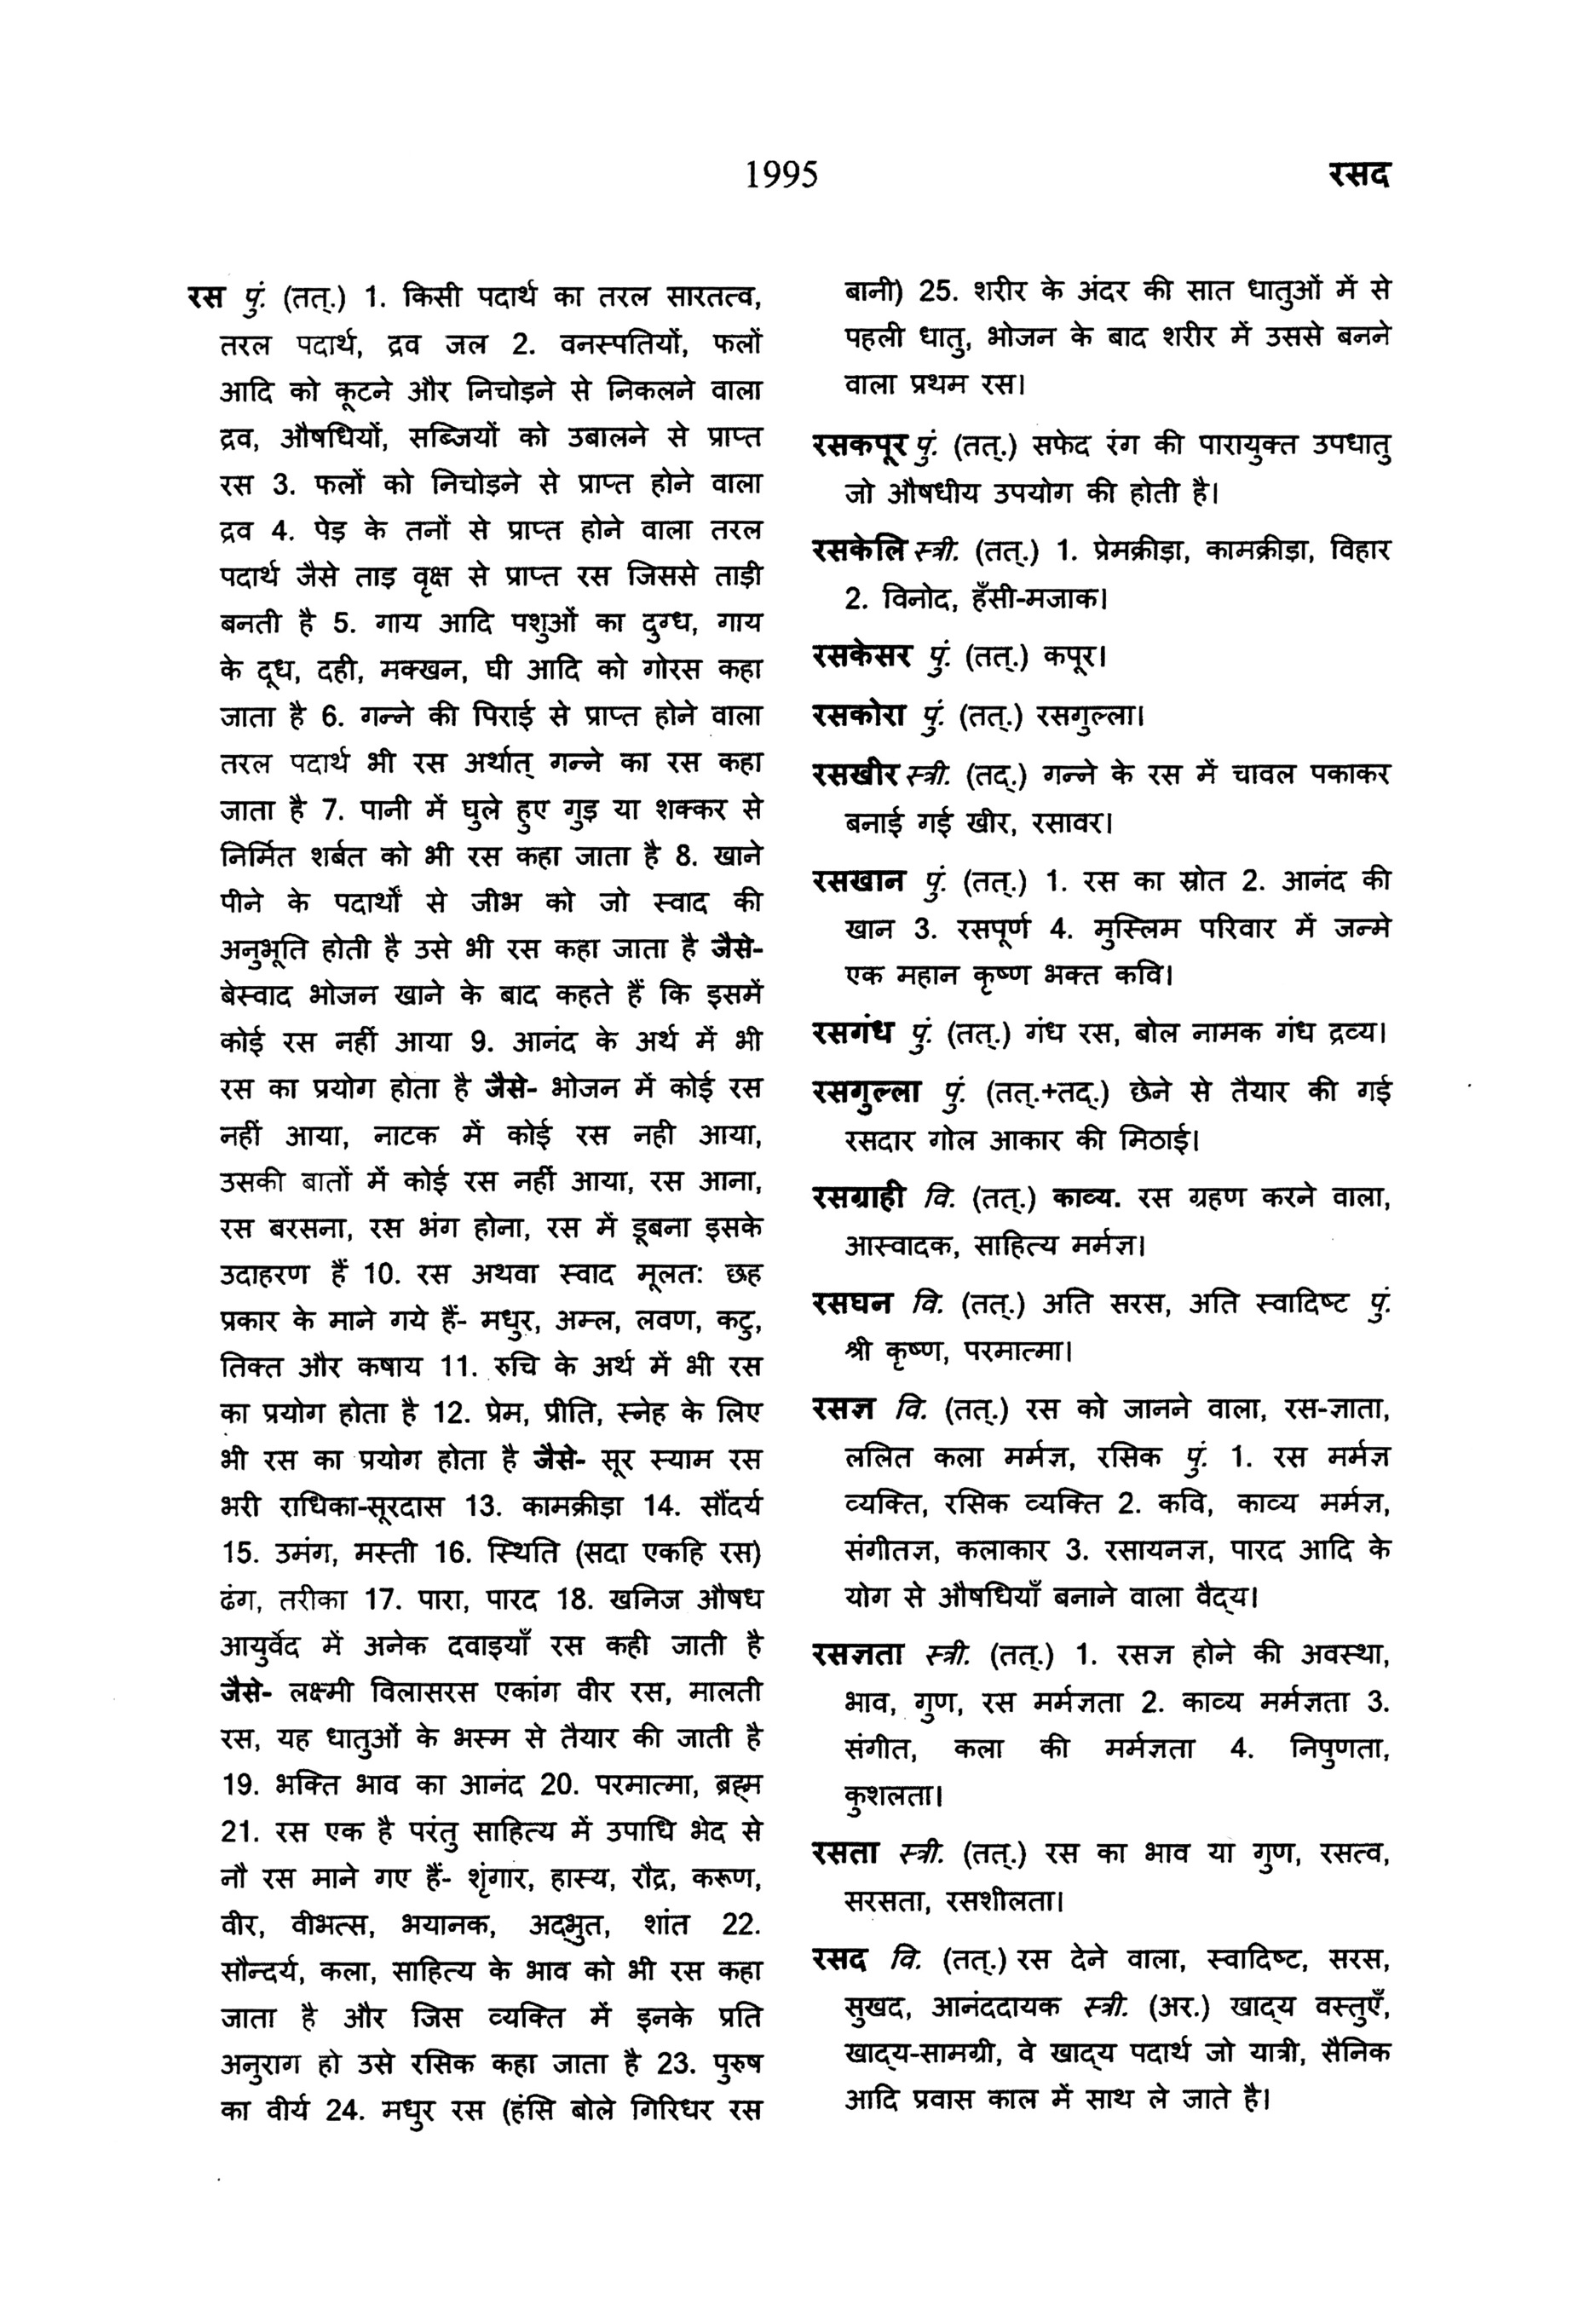 1995
रसद
रस पुं. (तत्.) 1. किसी पदार्थ का तरल सारतत्व,
तरल पदार्थ, द्रव जल 2. वनस्पतियों, फलों
आदि को कूटने और निचोड़ने से निकलने वाला
द्रव, औषधियों, सब्जियों को उबालने से प्राप्त
रस 3. फलों को निचोड़ने से प्राप्त होने वाला
द्रव 4. पेड़ के तनों से प्राप्त होने वाला तरल
पदार्थ जैसे ताड़ वृक्ष से प्राप्त रस जिससे ताड़ी
बनती है 5. गाय आदि पशुओं का दुग्ध, गाय
के दूध, दही, मक्खन, घी आदि को गोरस कहा
जाता है 6. गन्ने की पिराई से प्राप्त होने वाला
तरल पदार्थ भी रस अर्थात् गन्ने का रस कहा
जाता है 7. पानी में घुले हुए गुड़ या शक्कर से
निर्मित शर्बत को भी रस कहा जाता है 8. खाने
पीने के पदार्थों से जीभ को जो स्वाद की
अनुभूति होती है उसे भी रस कहा जाता है जैसे-
बेस्वाद भोजन खाने के बाद कहते हैं कि इसमें
कोई रस नहीं आया 9. आनंद के अर्थ में भी
रस का प्रयोग होता है जैसे- भोजन में कोई रस
नहीं आया, नाटक में कोई रस नही आया,
उसकी बातों में कोई रस नहीं आया, रस आना,
रस बरसना, रस भंग होना, रस में डूबना इसके
उदाहरण हैं 10. रस अथवा स्वाद मूलत: छह
प्रकार के माने गये हैं- मधुर, अम्ल, लवण, कटु,
तिक्त और कषाय 11. रुचि के अर्थ में भी रस
का प्रयोग होता है 12. प्रेम, प्रीति, स्नेह के लिए
भी रस का प्रयोग होता है जैसे- सूर स्याम रस
भरी राधिका-सूरदास 13. कामक्रीड़ा 14. सौंदर्य
15. उमंग, मस्ती 16. स्थिति (सदा एकहि रस)
ढंग, तरीका 17. पारा, पारद 18. खनिज औषध
आयुर्वेद में अनेक दवाइयाँ रस कही जाती है
जैसे- लक्ष्मी विलासरस एकांग वीर रस, मालती
रस, यह धातुओं के भस्म से तैयार की जाती है
19. भक्ति भाव का आनंद 20. परमात्मा, ब्रह्म
21. रस एक है परंतु साहित्य में उपाधि भेद से
नौ रस माने गए हैं- शृंगार, हास्य, रौद्र, करूण,
वीर, वीभत्स, भयानक, अद्भुत, शांत 22.
सौन्दर्य, कला, साहित्य के भाव को भी रस कहा
जाता है और जिस व्यक्ति में इनके प्रति
अनुराग हो उसे रसिक कहा जाता है 23. पुरुष
का वीर्य 24. मधुर रस (हंसि बोले गिरिधर रस
बानी) 25. शरीर के अंदर की सात धातुओं में से
पहली धातु, भोजन के बाद शरीर में उससे बनने
वाला प्रथम रस।
रसकपूर पुं. (तत्.) सफेद रंग की पारायुक्त उपधातु
जो औषधीय उपयोग की होती है।
रसकेलि स्त्री. (तत्.) 1. प्रेमक्रीड़ा, कामक्रीड़ा, विहार
2. विनोद, हँसी-मजाक।
रसकेसर पुं. (तत्.) कपूर।
रसकोरा पुं. (तत्.) रसगुल्ला।
रसखीर स्त्री. (तद्.) गन्ने के रस में चावल पकाकर
बनाई गई खीर, रसावर।
रसखान पुं. (तत्.) 1. रस का स्रोत 2. आनंद की
खान 3. रसपूर्ण 4. मुस्लिम परिवार में जन्मे
एक महान कृष्ण भक्त कवि।
रसगंध पुं. (तत्.) गंध रस, बोल नामक गंध द्रव्य।
रसगुल्ला पुं. (तत्.+तद्.) छेने से तैयार की गई
रसदार गोल आकार की मिठाई।
रसग्राही वि. (तत्.) काव्य. रस ग्रहण करने वाला,
आस्वादक, साहित्य मर्मज्ञ।
रसघन वि. (तत्.) अति सरस, अति स्वादिष्ट पुं.
श्री कृष्ण, परमात्मा।
रसज्ञ वि. (तत्.) रस को जानने वाला, रस-ज्ञाता,
ललित कला मर्मज्ञ, रसिक पुं. 1. रस मर्मज्ञ
व्यक्ति, रसिक व्यक्ति 2. कवि, काव्य मर्मज्ञ,
संगीतज्ञ, कलाकार 3. रसायनज्ञ, पारद आदि के
योग से औषधियाँ बनाने वाला वैद्य।
रसज्ञता स्त्री. (तत्.) 1. रसज्ञ होने की अवस्था,
भाव, गुण, रस मर्मज्ञता 2. काव्य मर्मज्ञता 3.
संगीत, कला की मर्मज्ञता 4. निपुणता,
कुशलता।
रसता स्त्री. (तत्.) रस का भाव या गुण, रसत्व,
सरसता, रसशीलता।
रसद वि. (तत्.) रस देने वाला, स्वादिष्ट, सरस,
सुखद, आनंददायक स्त्री. (अर.) खाद्य वस्तुएँ,
खाद्य-सामग्री, वे खाद्य पदार्थ जो यात्री, सैनिक
आदि प्रवास काल में साथ ले जाते है।